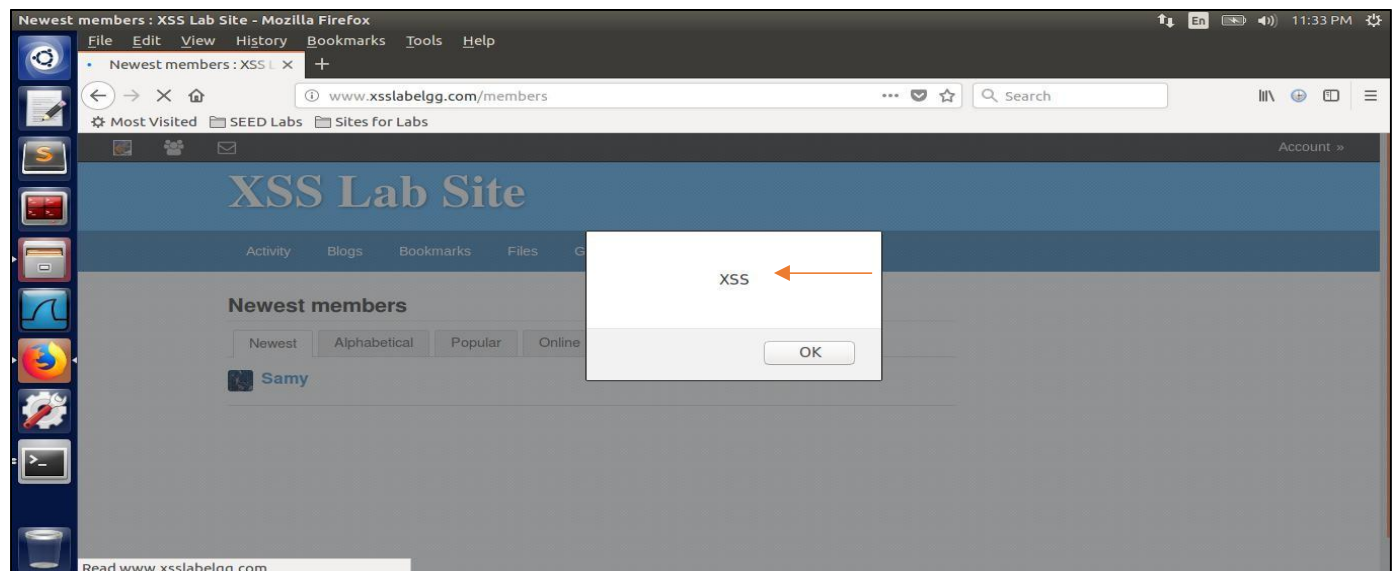 Newest members : XSS Lab Site - Mozilla Firefox
En 11:33 PM
File Edit View History Bookmarks Tools Help
Newest members : XSS L
www.xsslabelgg.com/members
Search
Most Visited SEED Labs Sites for Labs
Account »
XSS Lab Site
Activity Blogs Bookmarks Files G
XSS
OK
Newest members
Newest Alphabetical Popular Online
Samy
Read www.xsslabelgg.com